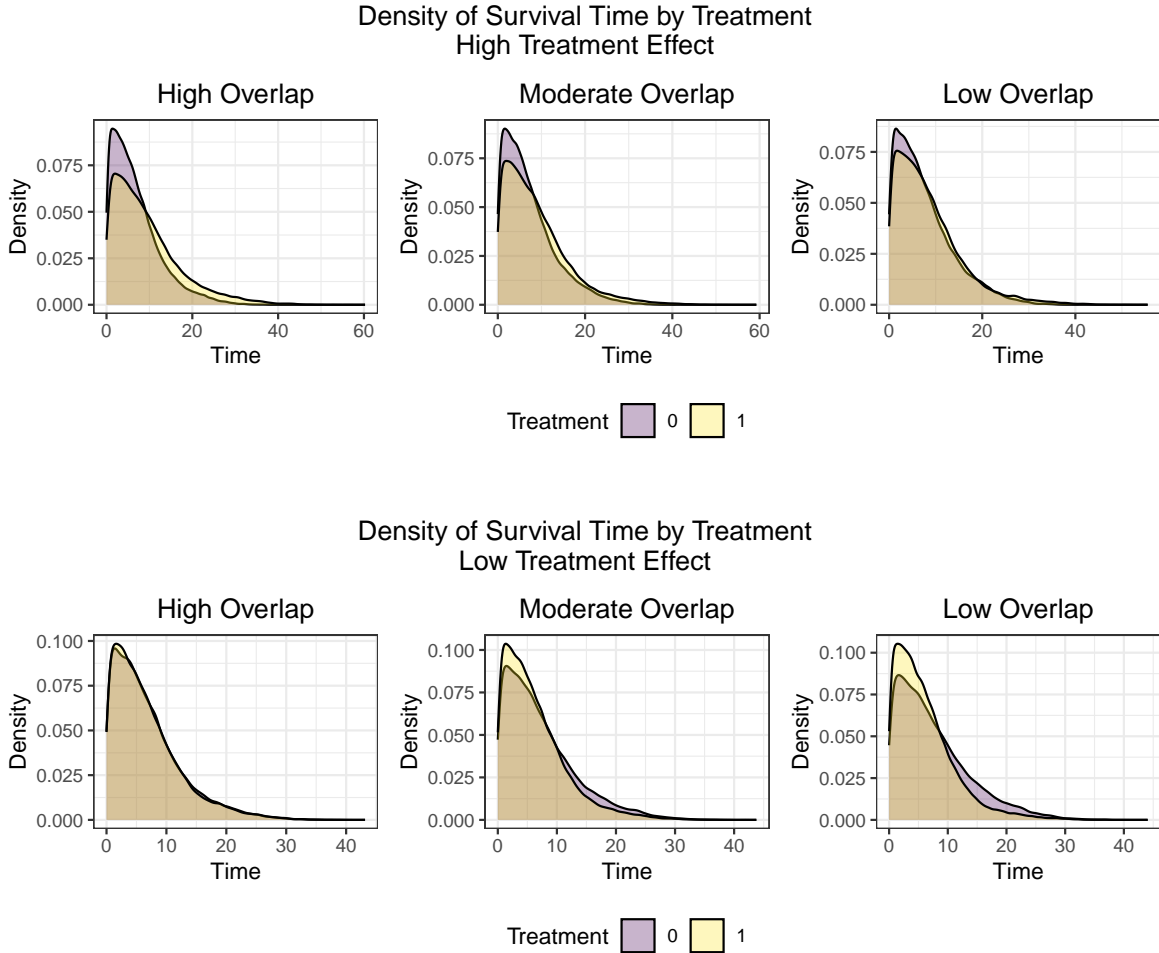 Density of Survival Time by Treatment
High Treatment Effect
High Overlap
0.075
0.050
0.025
0.000
Density
0 20 40 60
Time
Moderate Overlap
0.075
0.050
0.025
0.000
Density
0 20 40 60
Time
Low Overlap
0.075
0.050
0.025
0.000
Density
0 20 40
Time
Treatment 0 1
Density of Survival Time by Treatment
Low Treatment Effect
High Overlap
0.100
0.075
0.050
0.025
0.000
Density
0 10 20 30 40
Time
Moderate Overlap
0.100
0.075
0.050
0.025
0.000
Density
0 10 20 30 40
Time
Low Overlap
0.100
0.075
0.050
0.025
0.000
Density
0 10 20 30 40
Time
Treatment 0 1